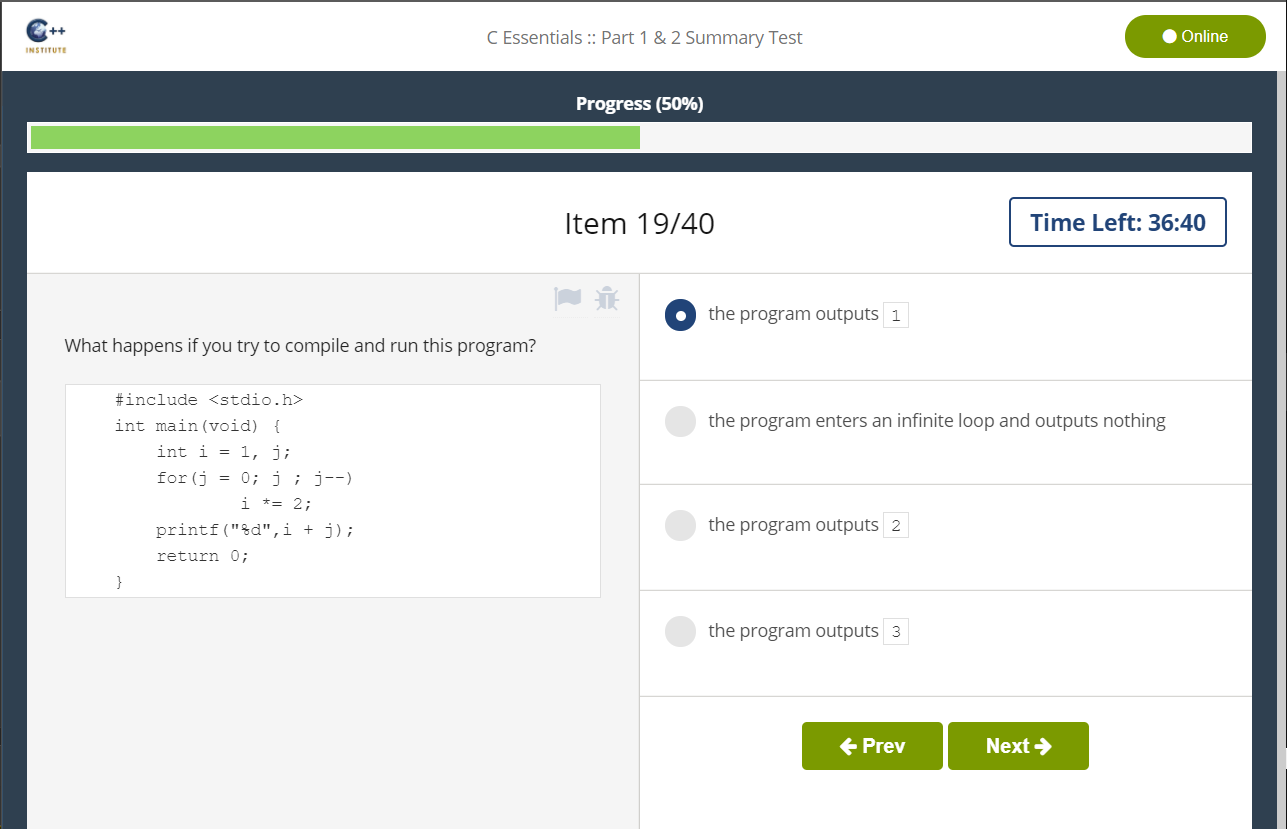 C++
INSTITUTE
C Essentials :: Part 1 & 2 Summary Test
Online
Progress (50%)
Item 19/40
Time Left: 36:40
What happens if you try to compile and run this program?
#include <stdio.h>
int main(void) {
    int i = 1, j;
    for(j = 0; j ; j--)
            i *= 2;
    printf("%d",i + j);
    return 0;
}
the program outputs 1
the program enters an infinite loop and outputs nothing
the program outputs 2
the program outputs 3
Prev
Next